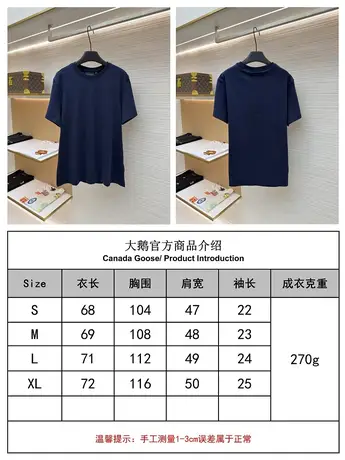 大鹅官方商品介绍
Canada Goose/ Product Introduction
Size 衣长 胸围 肩宽 袖长 成衣克重
S 68 104 47 22
M 69 108 48 23
L 71 112 49 24
XL 72 116 50 25
270g
温馨提示：手工测量1-3cm误差属于正常